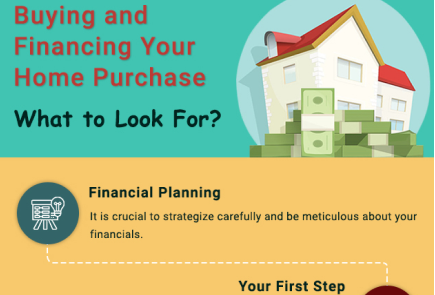 Buying and
Financing Your
Home Purchase
What to Look For?
Financial Planning
It is crucial to strategize carefully and be meticulous about your
financials.
Your First Step